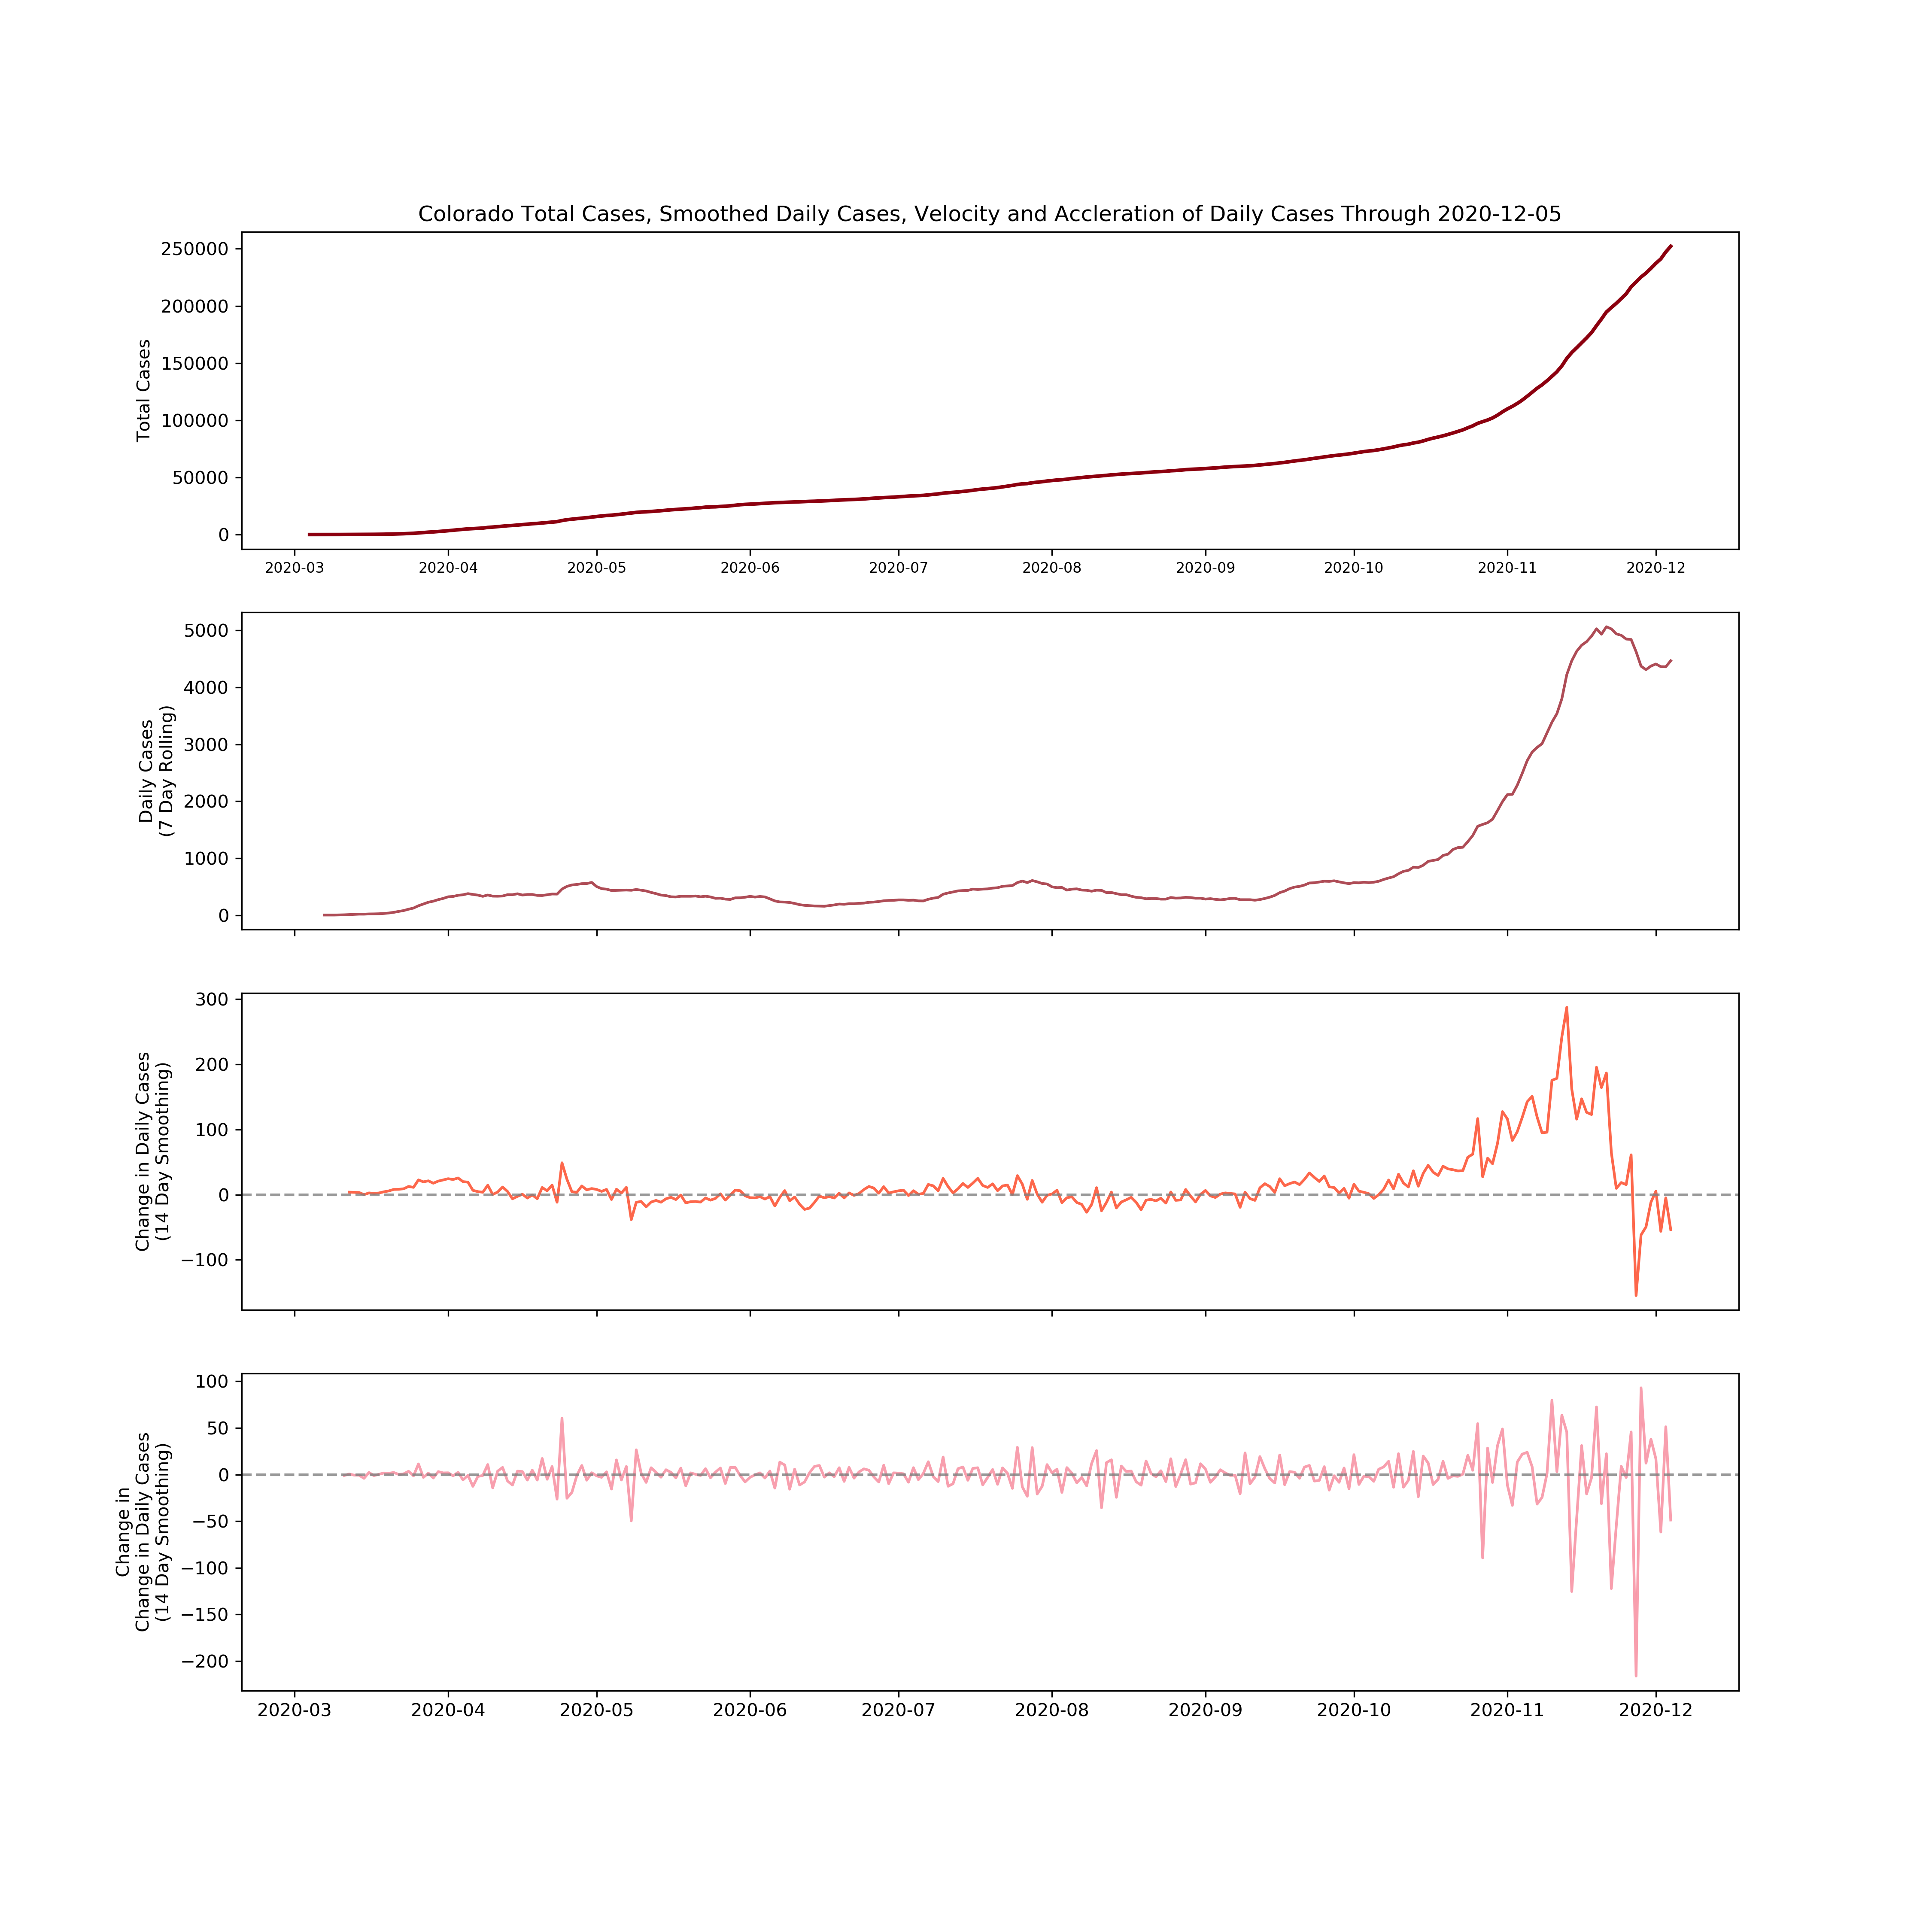 Colorado Total Cases, Smoothed Daily Cases, Velocity and Accleration of Daily Cases Through 2020-12-05
Total Cases
250000
200000
150000
100000
50000
0
2020-03 2020-04 2020-05 2020-06 2020-07 2020-08 2020-09 2020-10 2020-11 2020-12
Daily Cases
(7 Day Rolling)
5000
4000
3000
2000
1000
0
Change in Daily Cases
(14 Day Smoothing)
300
200
100
0
−100
Change in
Change in Daily Cases
(14 Day Smoothing)
100
50
0
−50
−100
−150
−200
2020-03 2020-04 2020-05 2020-06 2020-07 2020-08 2020-09 2020-10 2020-11 2020-12